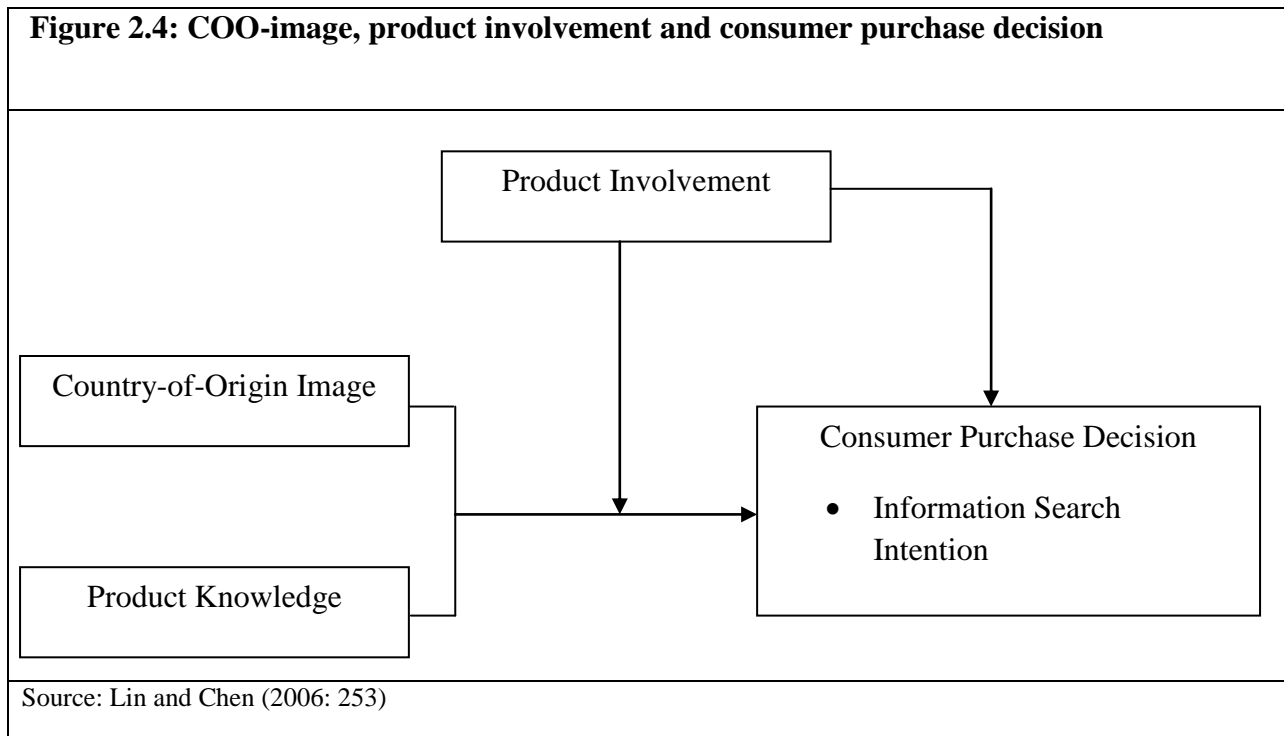 Figure 2.4: COO-image, product involvement and consumer purchase decision
Product Involvement
Country-of-Origin Image
Consumer Purchase Decision
• Information Search
Intention
Product Knowledge
Source: Lin and Chen (2006: 253)